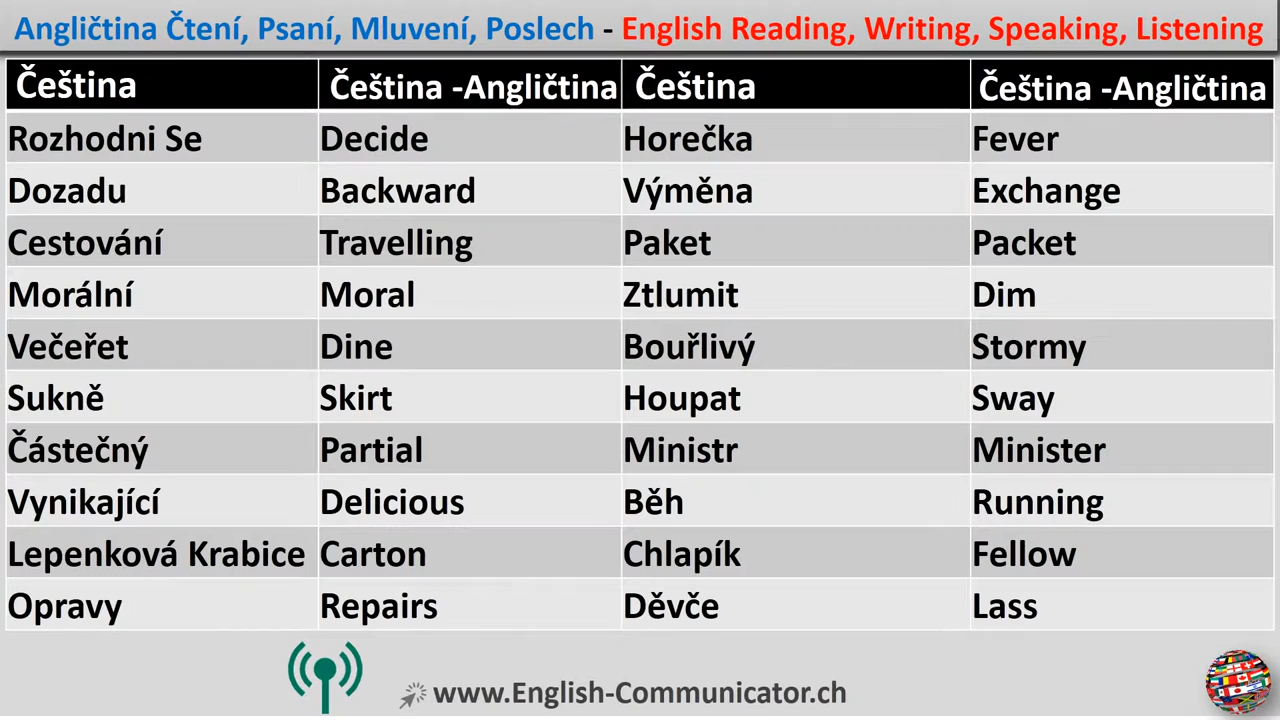 Angličtina Čtení, Psaní, Mluvení, Poslech - English Reading, Writing, Speaking, Listening
Čeština Čeština -Angličtina Čeština Čeština -Angličtina
Rozhodni Se Decide Horečka Fever
Dozadu Backward Výměna Exchange
Cestování Travelling Paket Packet
Morální Moral Ztlumit Dim
Večeřet Dine Bouřlivý Stormy
Sukně Skirt Houpat Sway
Částečný Partial Ministr Minister
Vynikající Delicious Běh Running
Lepenková Krabice Carton Chlapík Fellow
Opravy Repairs Děvče Lass
www.English-Communicator.ch